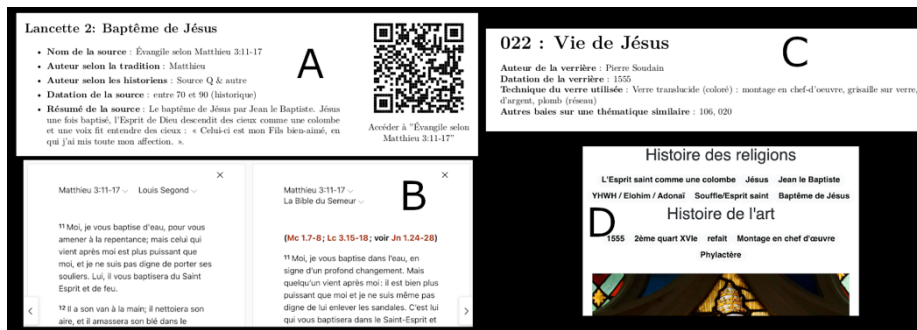 Lancette 2: Baptême de Jésus
• Nom de la source : Évangile selon Matthieu 3:11-17
• Auteur selon la tradition : Matthieu
• Auteur selon les historiens : Source Q & autre
• Datation de la source : entre 70 et 90 (historique)
• Résumé de la source : Le baptême de Jésus par Jean le Baptiste. Jésus
une fois baptisé, l'Esprit de Dieu descendit des cieux comme une colombe
et une voix fit entendre des cieux : « Celui-ci est mon Fils bien-aimé, en
qui j'ai mis toute mon affection. ».
A
Accéder à "Évangile selon
Matthieu 3:11-17"
Matthieu 3:11-17 Louis Segond
11 Moi, je vous baptise d'eau, pour vous
amener à la repentance; mais celui qui
vient après moi est plus puissant que
moi, et je ne suis pas digne de porter ses
souliers. Lui, il vous baptisera du Saint
Esprit et de feu.
12 Il a son van à la main; il nettoiera son
aire, et il amassera son blé dans le
Matthieu 3:11-17
La Bible du Semeur
B
(Mc 1.7-8; Lc 3.15-18; voir Jn 1.24-28)
11 Moi, je vous baptise dans l'eau, en
signe d'un profond changement. Mais
quelqu'un vient après moi : il est bien plus
puissant que moi et je ne suis même pas
digne de lui enlever les sandales. C'est lui
qui vous baptisera dans le Saint-Esprit et
022 : Vie de Jésus
C
Auteur de la verrière : Pierre Soudain
Datation de la verrière : 1555
Technique du verre utilisée : Verre translucide (coloré) : montage en chef-d'oeuvre, grisaille sur verre,
d'argent, plomb (réseau)
Autres baies sur une thématique similaire : 106, 020
Histoire des religions
L'Esprit saint comme une colombe Jésus Jean le Baptiste
YHWH / Elohim / Adonaï Souffle/Esprit saint Baptême de Jésus
D
Histoire de l'art
1555 2ème quart XVIe refait Montage en chef d'œuvre
Phylactère